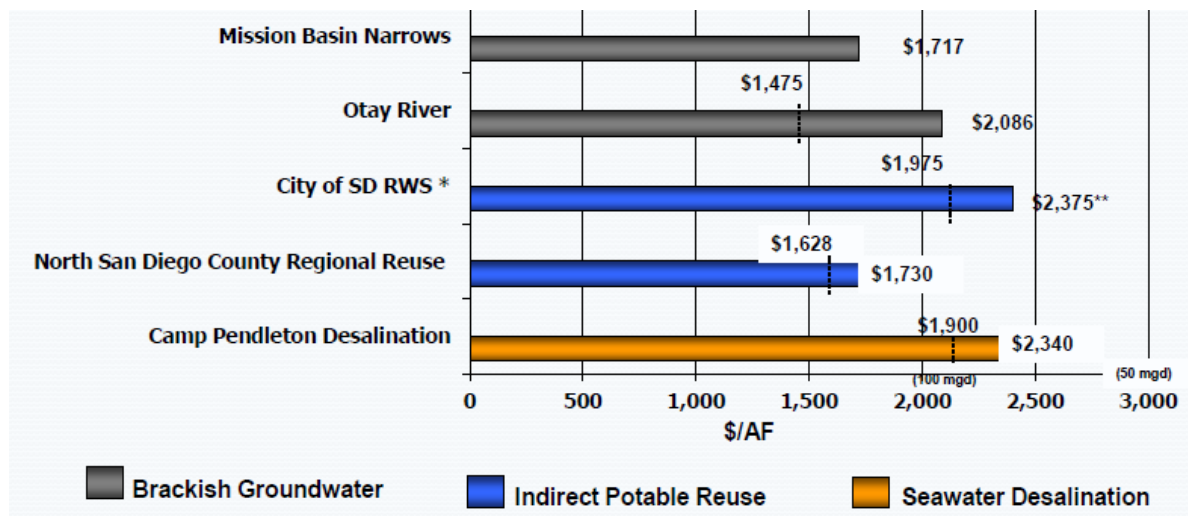 Mission Basin Narrows
$1,717
$1,475
Otay River
$2,086
$1,975
City of SD RWS *
$2,375**
$1,628
North San Diego County Regional Reuse
$1,730
$1,900
Camp Pendleton Desalination
$2,340
(100 mgd)
(50 mgd)
0 500 1,000 1,500 2,000 2,500 3,000
$/AF
Brackish Groundwater
Indirect Potable Reuse
Seawater Desalination